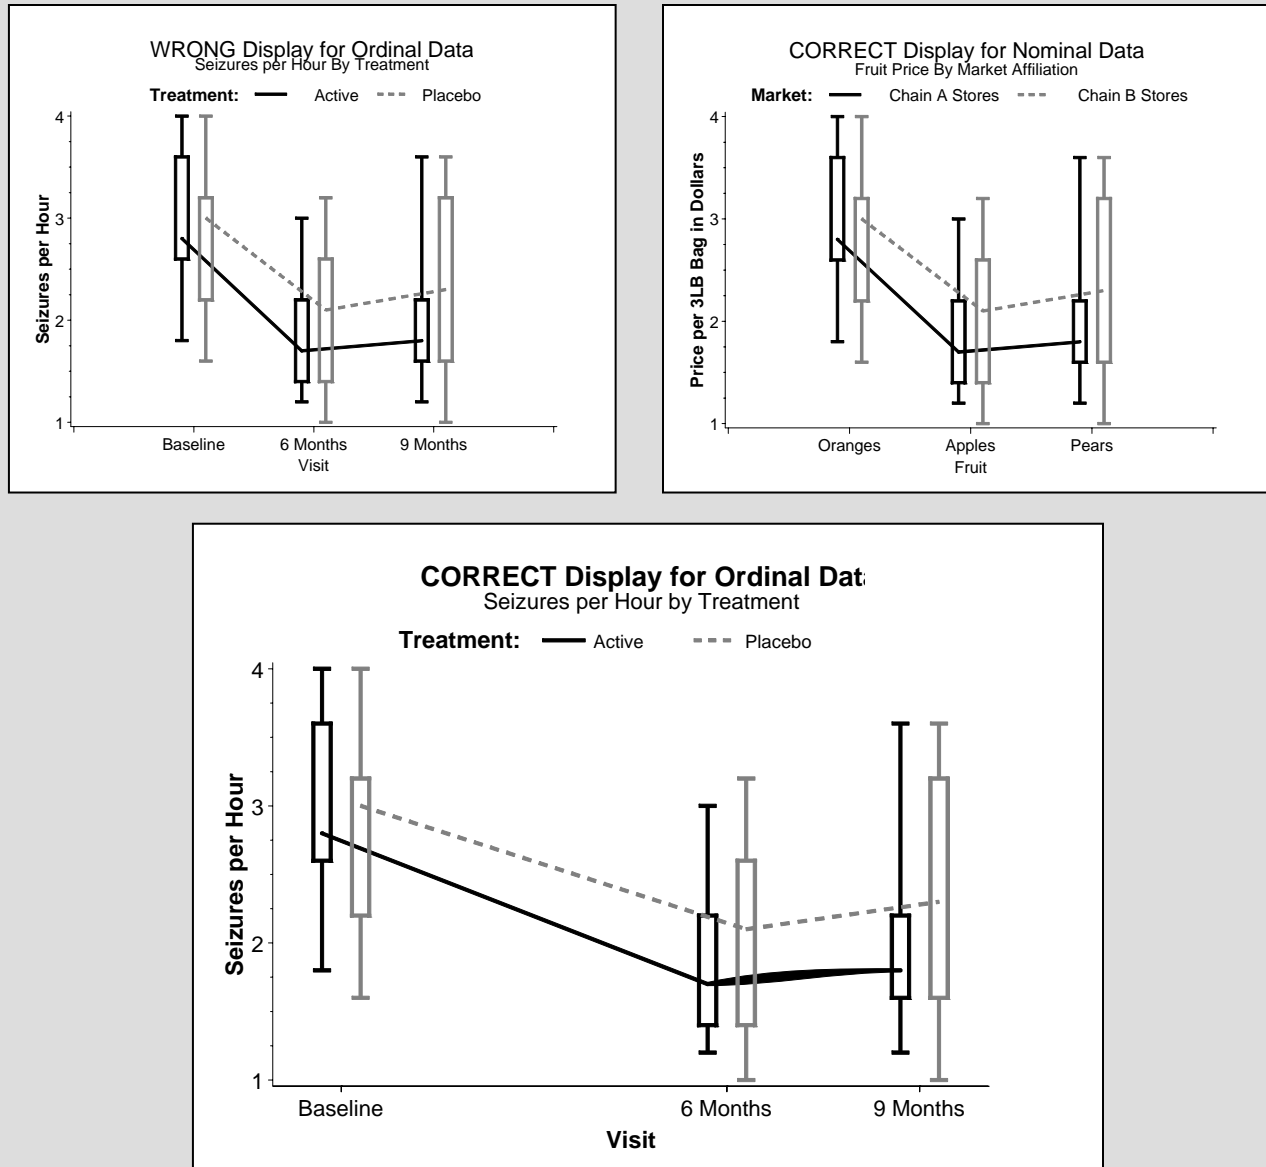 WRONG Display for Ordinal Data
Seizures per Hour By Treatment
Treatment: Active Placebo
4
3
2
1
Seizures per Hour
Baseline 6 Months 9 Months
Visit
CORRECT Display for Nominal Data
Fruit Price By Market Affiliation
Market: Chain A Stores Chain B Stores
4
3
2
1
Price per 3LB Bag in Dollars
Oranges Apples Pears
Fruit
CORRECT Display for Ordinal Dat
Seizures per Hour by Treatment
Treatment: Active Placebo
4
3
2
1
Seizures per Hour
Baseline 6 Months 9 Months
Visit